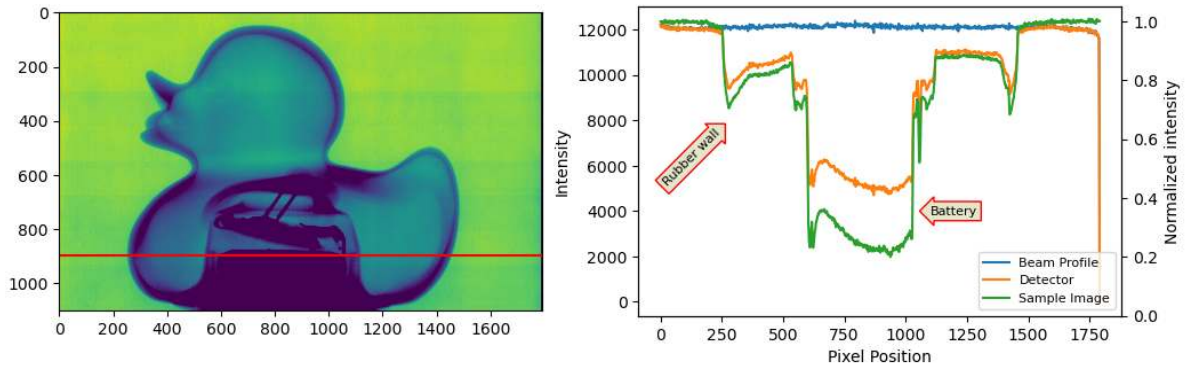 0
200
400
600
800
1000
0 200 400 600 800 1000 1200 1400 1600
Intensity
12000
10000
8000
6000
4000
2000
0
Rubber wall
Battery
Beam Profile
Detector
Sample Image
0 250 500 750 1000 1250 1500 1750
Pixel Position
1.0
0.8
0.6
0.4
0.2
0.0
Normalized intensity